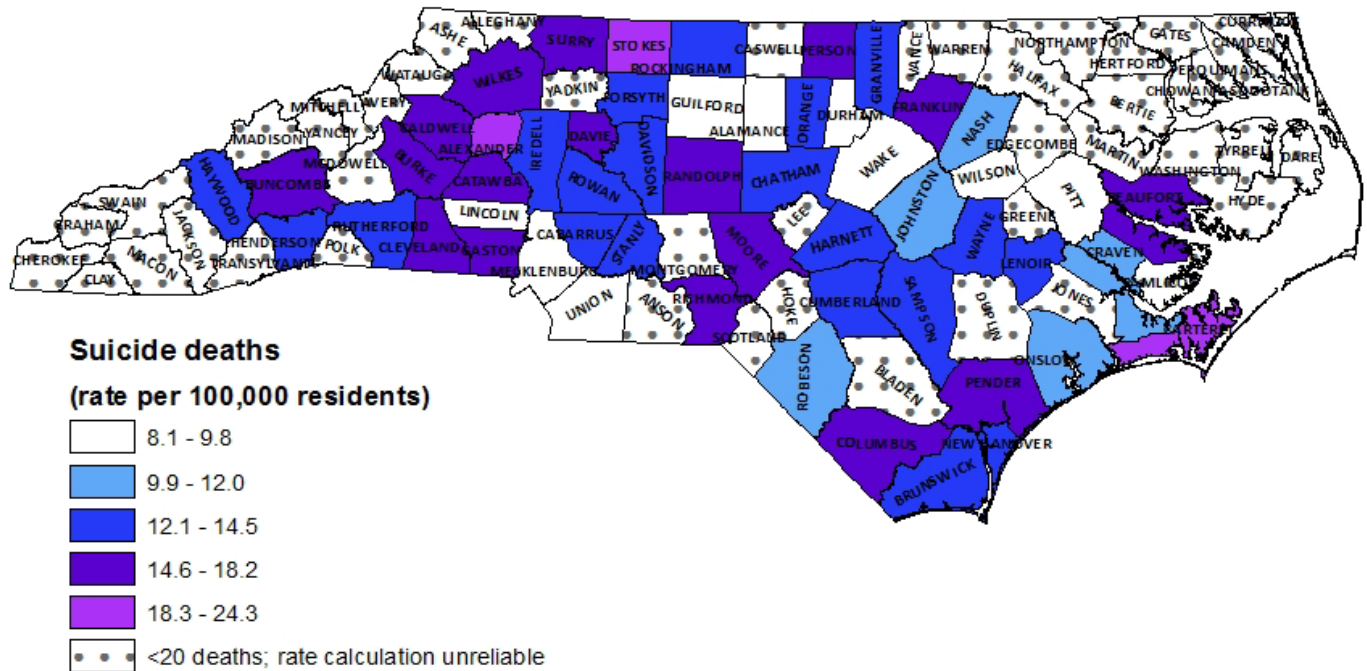 ALLEGHANY
ASHE
SURRY
STOKES
ROCKINGHAM
CASWELL
PERSON
GRANVILLE
VANCE
WARREN
NORTHAMPTON
GATES
CURRITUCK
CAMDEN
HERTFORD
PERQUIMANS
CHOWAN
PASQUOTANK
HALIFAX
BERTIE
WATAUGA
WILKES
YADKIN
FORSYTH
GUILFORD
ALAMANCE
ORANGE
DURHAM
FRANKLIN
NASH
EDGECOMBE
MARTIN
WASHINGTON
TYRRELL
DARE
MITCHELL
AVERY
CALDWELL
ALEXANDER
IREDELL
DAVIE
DAVIDSON
RANDOLPH
CHATHAM
WAKE
WILSON
PITT
BEAUFORT
HYDE
MADISON
YANCEY
MCDOWELL
BURKE
CATAWBA
ROWAN
LEE
HARNETT
JOHNSTON
WAYNE
GREENE
LENOIR
CRAVEN
PAMLICO
HAYWOOD
BUNCOMBE
RUTHERFORD
CLEVELAND
LINCOLN
GASTON
CABARRUS
STANLY
MONTGOMERY
MOORE
SWAIN
GRAHAM
JACKSON
HENDERSON
POLK
TRANSYLVANIA
CHEROKEE
CLAY
MACON
MECKLENBURG
UNION
ANSON
RICHMOND
SCOTLAND
HOKE
CUMBERLAND
SAMPSON
DUPLIN
JONES
ONSLOW
CARTERET
ROBESON
BLADEN
PENDER
COLUMBUS
NEW HANOVER
BRUNSWICK
Suicide deaths
(rate per 100,000 residents)
8.1 - 9.8
9.9 - 12.0
12.1 - 14.5
14.6 - 18.2
18.3 - 24.3
<20 deaths; rate calculation unreliable